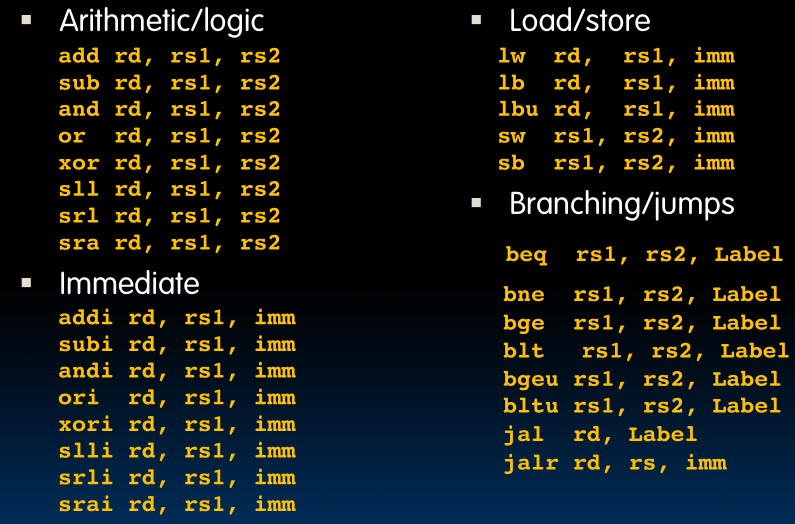 Arithmetic/logic
add rd, rs1, rs2
sub rd, rs1, rs2
and rd, rs1, rs2
or rd, rs1, rs2
xor rd, rs1, rs2
sll rd, rs1, rs2
srl rd, rs1, rs2
sra rd, rs1, rs2
Immediate
addi rd, rs1, imm
subi rd, rs1, imm
andi rd, rs1, imm
ori rd, rs1, imm
xori rd, rs1, imm
slli rd, rs1, imm
srli rd, rs1, imm
srai rd, rs1, imm
Load/store
lw rd, rs1, imm
lb rd, rs1, imm
lbu rd, rs1, imm
sw rs1, rs2, imm
sb rs1, rs2, imm
Branching/jumps
beq rs1, rs2, Label
bne rs1, rs2, Label
bge rs1, rs2, Label
blt rs1, rs2, Label
bgeu rs1, rs2, Label
bltu rs1, rs2, Label
jal rd, Label
jalr rd, rs, imm